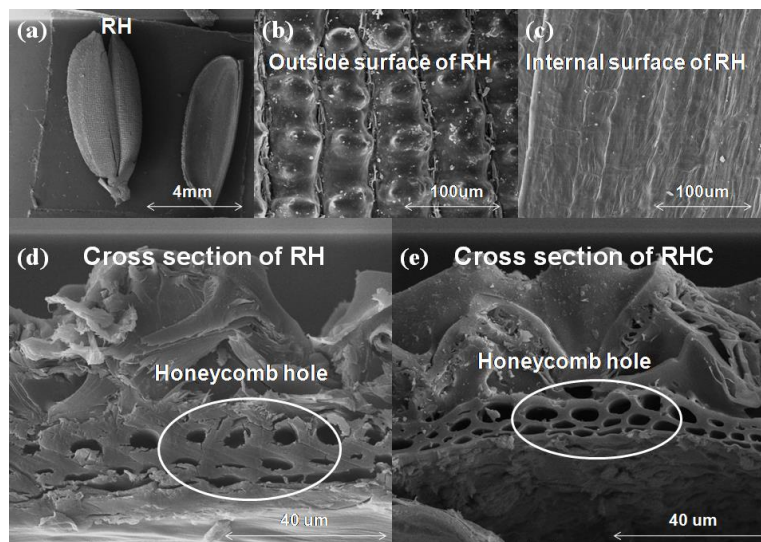 (a) RH
4mm
(b)
Outside surface of RH
100um
(c)
Internal surface of RH
100um
(d) Cross section of RH
Honeycomb hole
40 um
(e) Cross section of RHC
Honeycomb hole
40 um